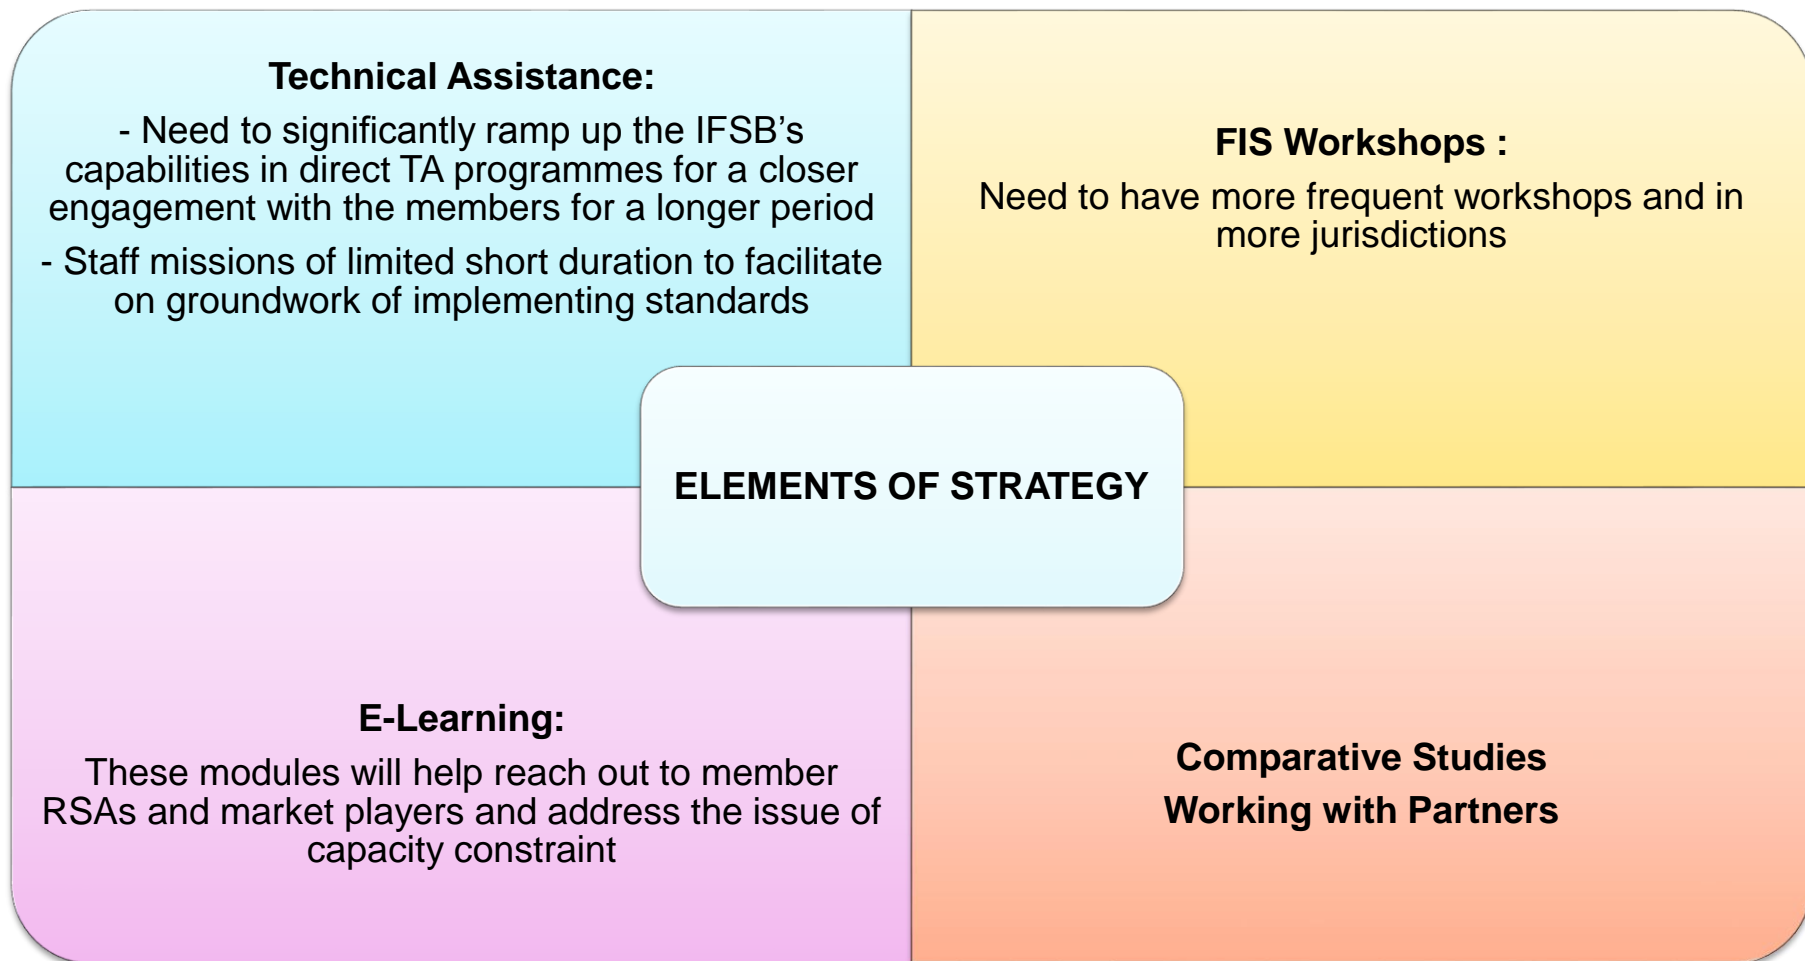 Technical Assistance:
- Need to significantly ramp up the IFSB’s
capabilities in direct TA programmes for a closer
engagement with the members for a longer period
- Staff missions of limited short duration to facilitate
on groundwork of implementing standards
FIS Workshops :
Need to have more frequent workshops and in
more jurisdictions
ELEMENTS OF STRATEGY
E-Learning:
These modules will help reach out to member
RSAs and market players and address the issue of
capacity constraint
Comparative Studies
Working with Partners